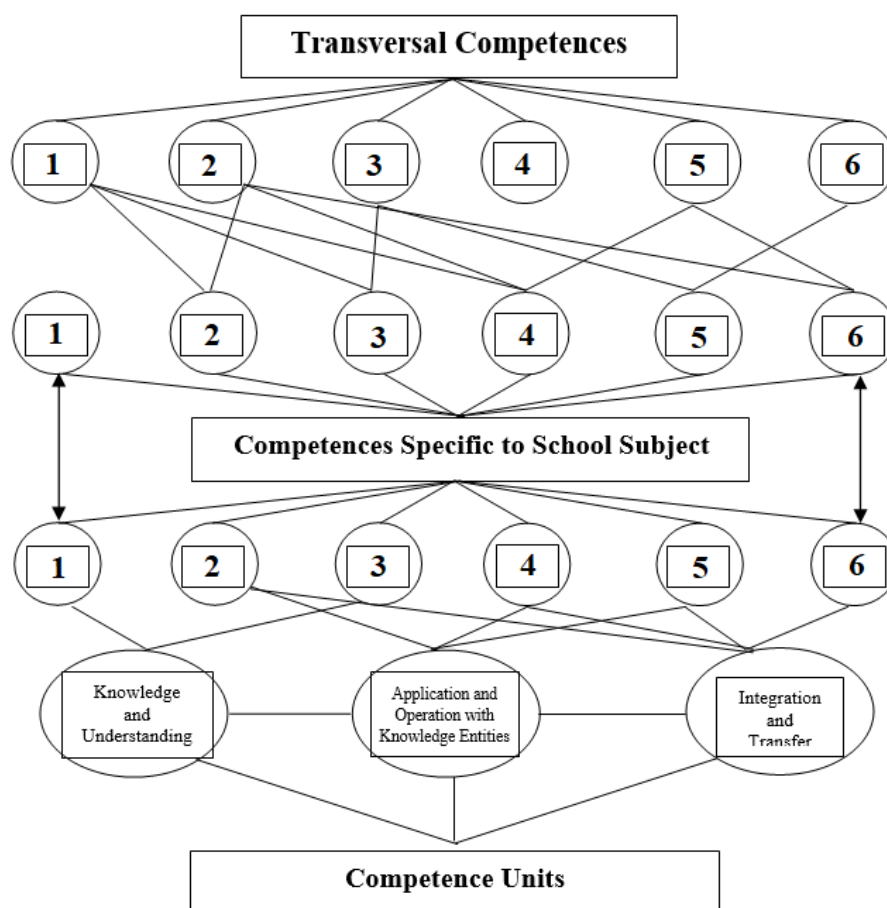 Transversal Competences
1 2 3 4 5 6
1 2 3 4 5 6
Competences Specific to School Subject
1 2 3 4 5 6
Knowledge
and
Understanding
Application and
Operation with
Knowledge Entities
Integration
and
Transfer
Competence Units